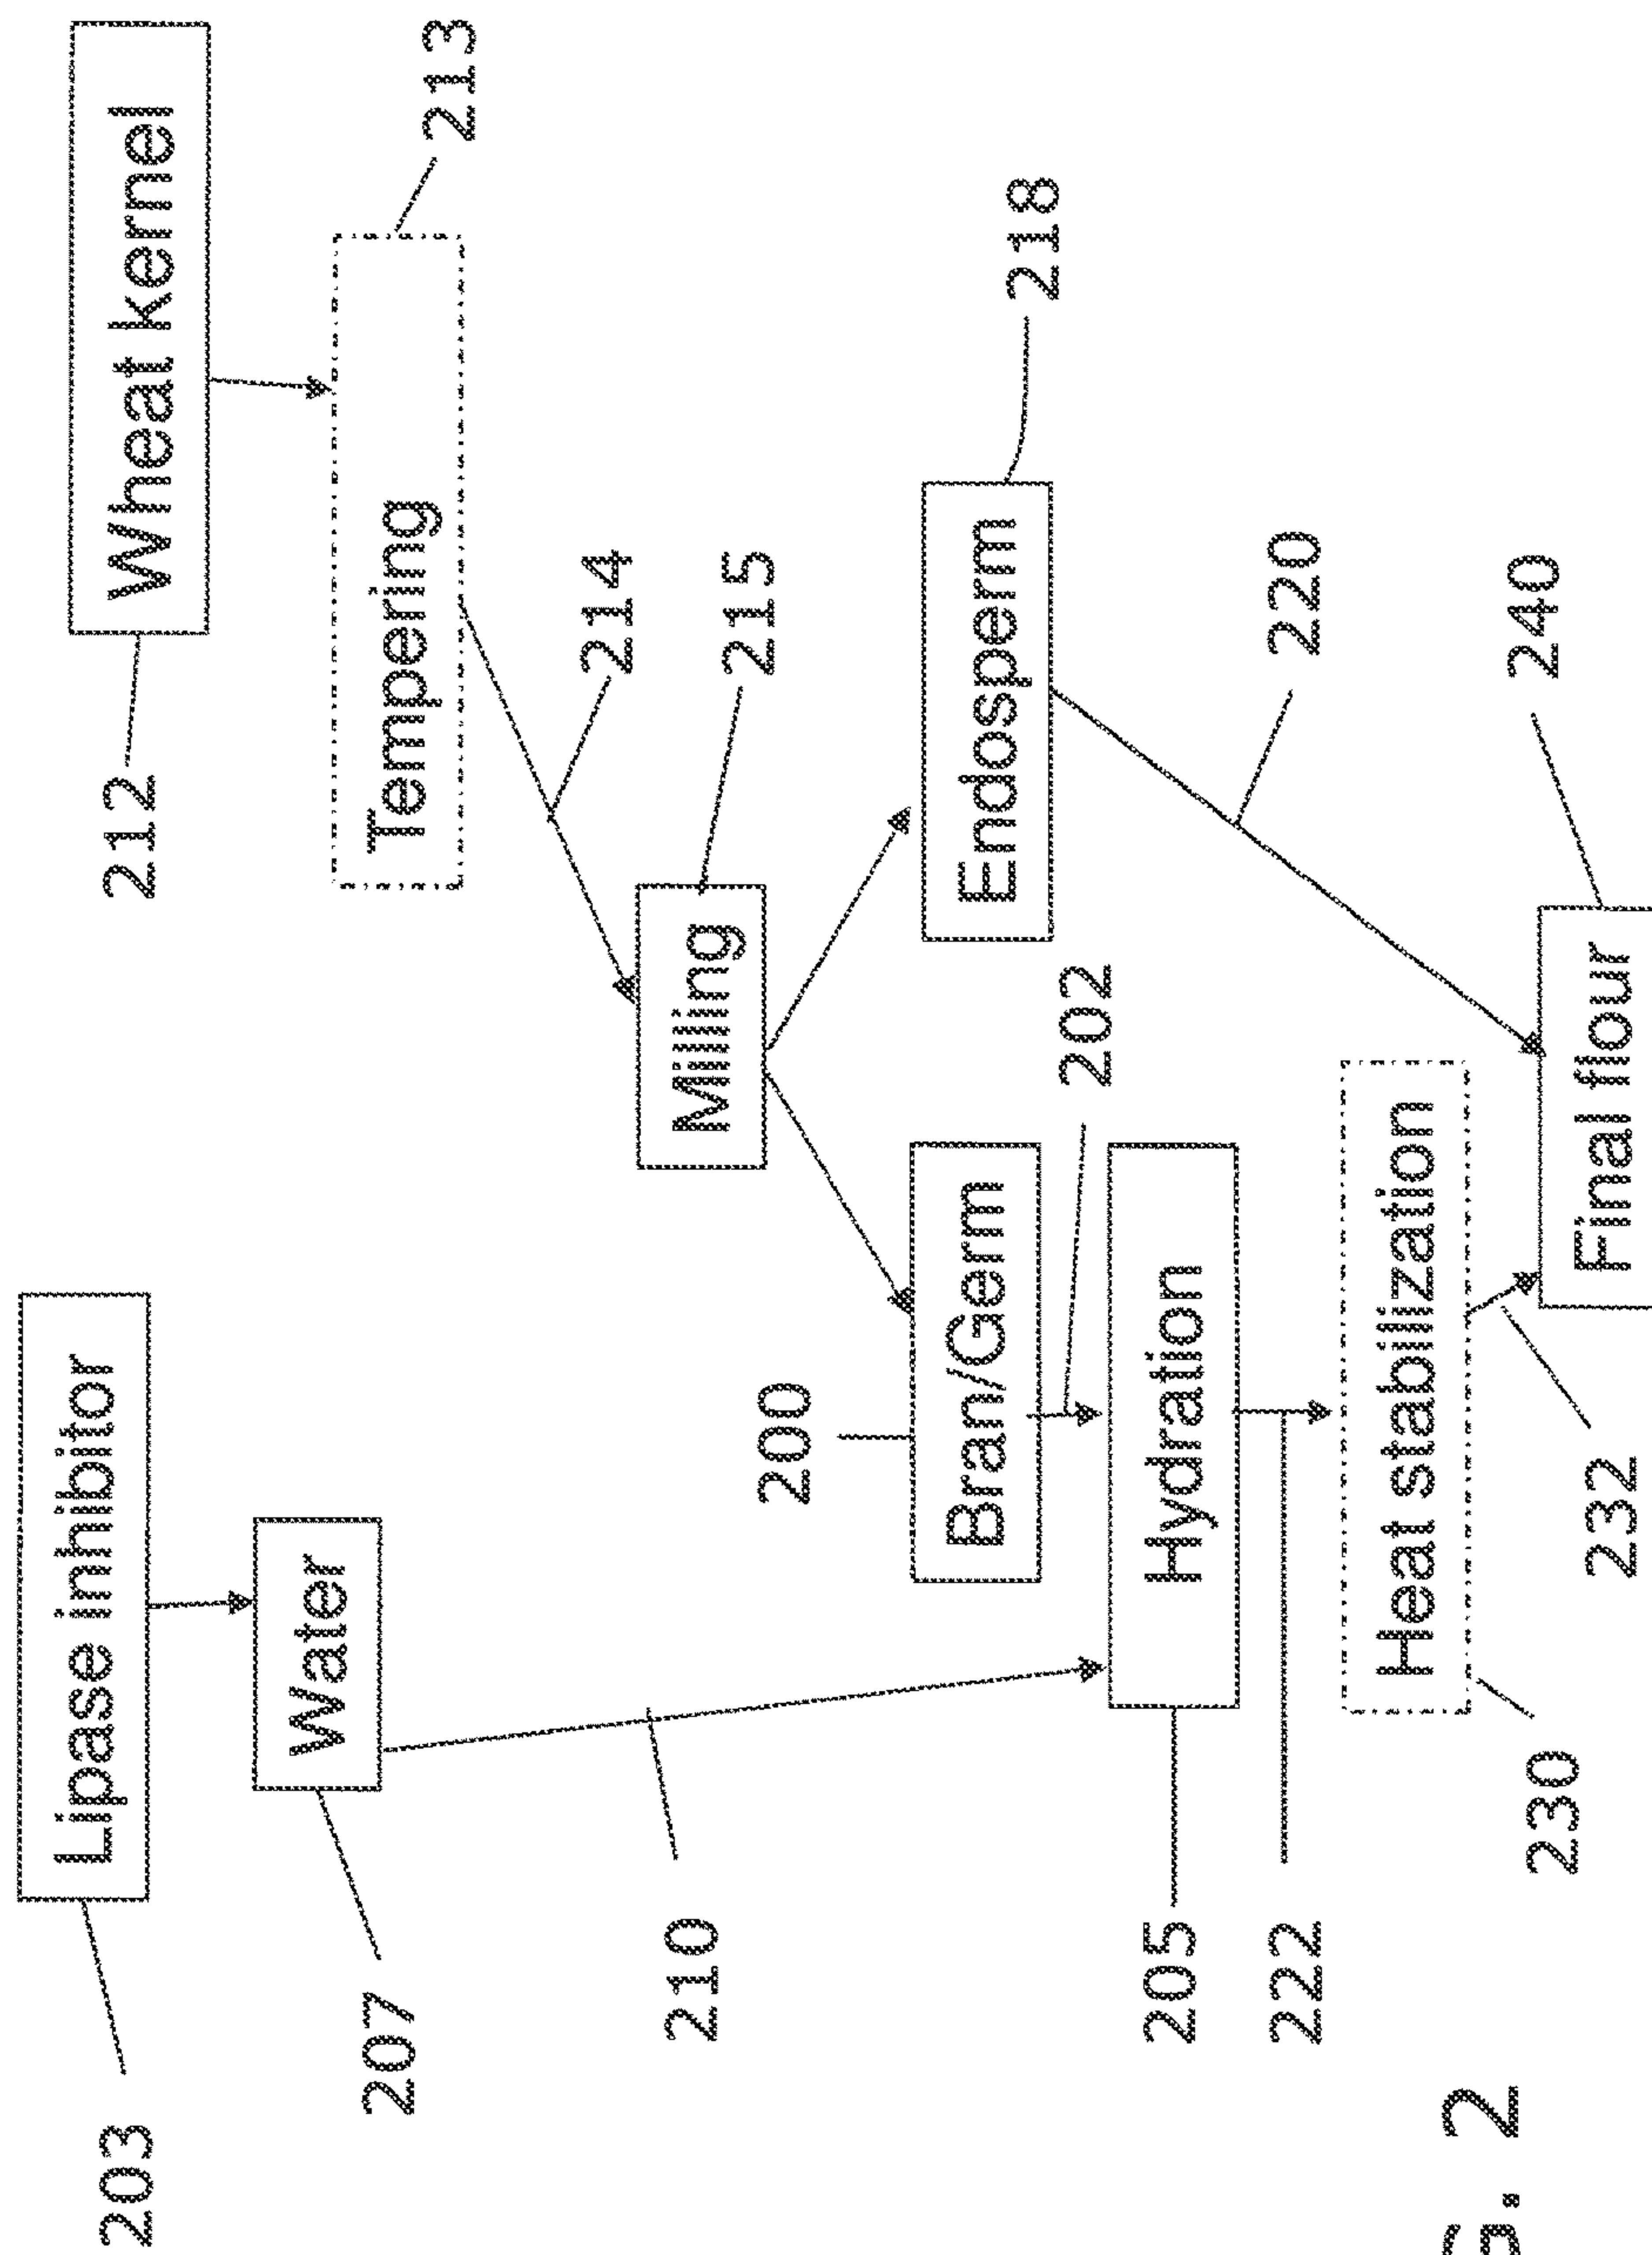 203
Lipase inhibitor
Wheat kernel
212
207
Water
Tempering
213
214
210
Milling
215
200
Bran/Germ
Endosperm
218
202
205
Hydration
222
220
230
Heat stabilization
232
Final flour
240
G. 2